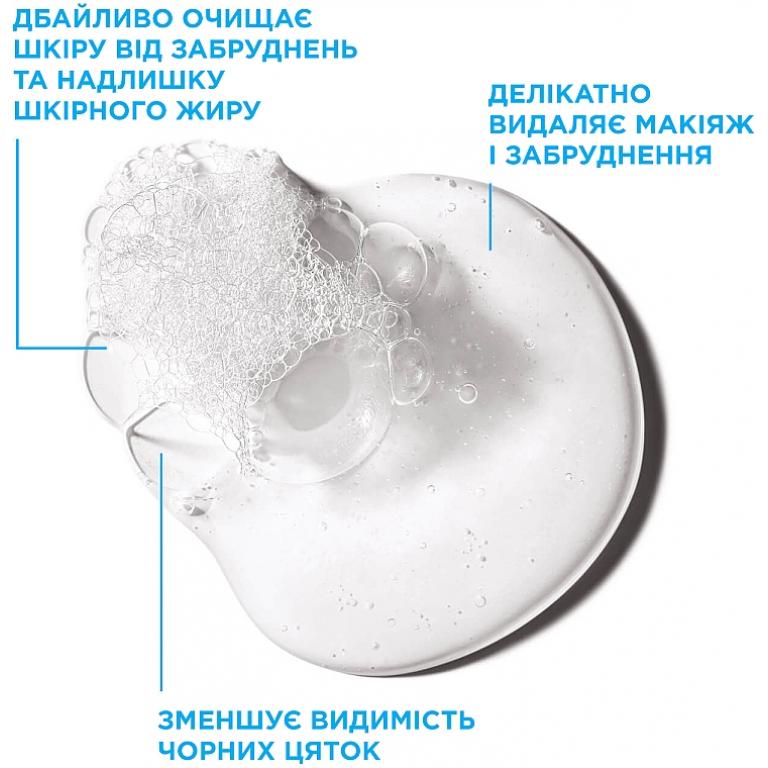 ДБАЙЛИВО ОЧИЩАЄ
ШКІРУ ВІД ЗАБРУДНЕНЬ
ТА НАДЛИШКУ
ШКІРНОГО ЖИРУ
ДЕЛІКАТНО
ВИДАЛЯЄ МАКІЯЖ
І ЗАБРУДНЕННЯ
ЗМЕНШУЄ ВИДИМІСТЬ
ЧОРНИХ ЦЯТОК